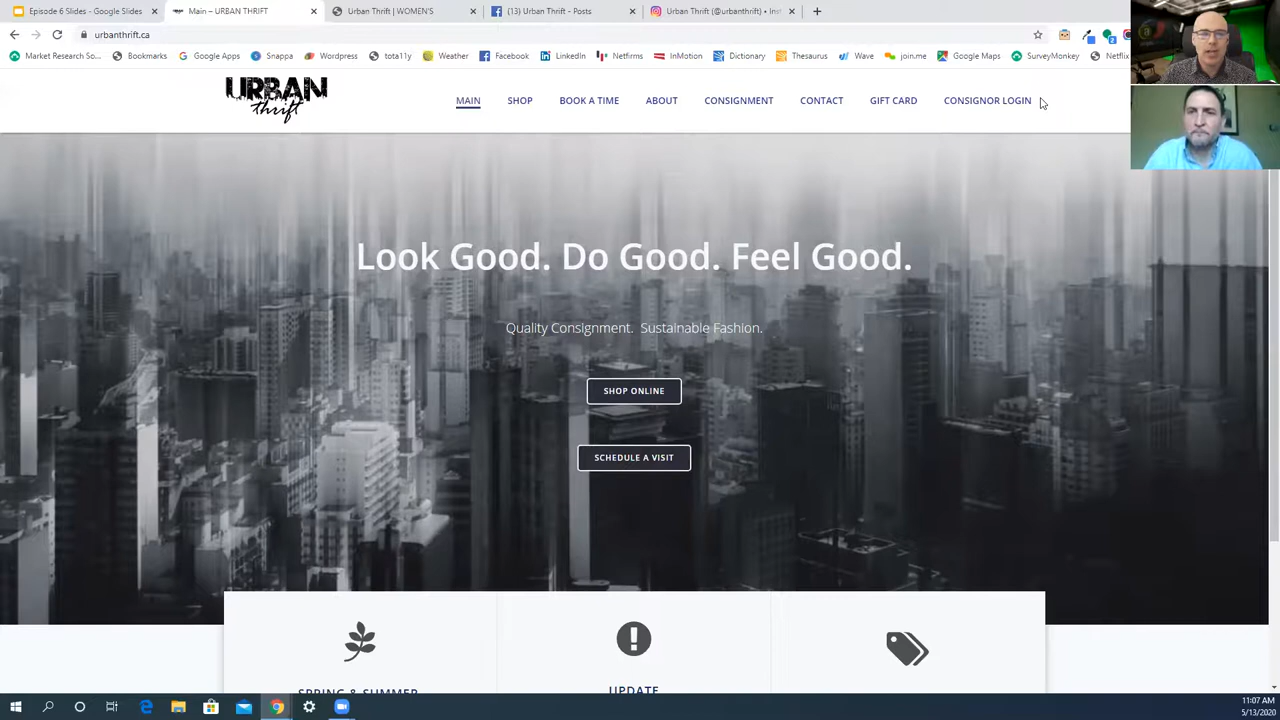 Episode 6 Slides - Google Slides
Main – URBAN THRIFT
Urban Thrift | WOMEN'S
(13) Urban Thrift - Posts
Urban Thrift (@urbanthrift) • Inst
urbanthrift.ca
Market Research So...
Bookmarks
Google Apps
Snappa
Wordpress
Weather
Facebook
LinkedIn
Netfirms
InMotion
Dictionary
Thesaurus
Wave
join.me
Google Maps
SurveyMonkey
Netflix
URBAN
thrift
MAIN
SHOP
BOOK A TIME
ABOUT
CONSIGNMENT
CONTACT
GIFT CARD
CONSIGNOR LOGIN
Look Good. Do Good. Feel Good.
Quality Consignment. Sustainable Fashion.
SHOP ONLINE
SCHEDULE A VISIT
SPRING & SUMMER
UPDATE
11:07 AM
5/13/2020